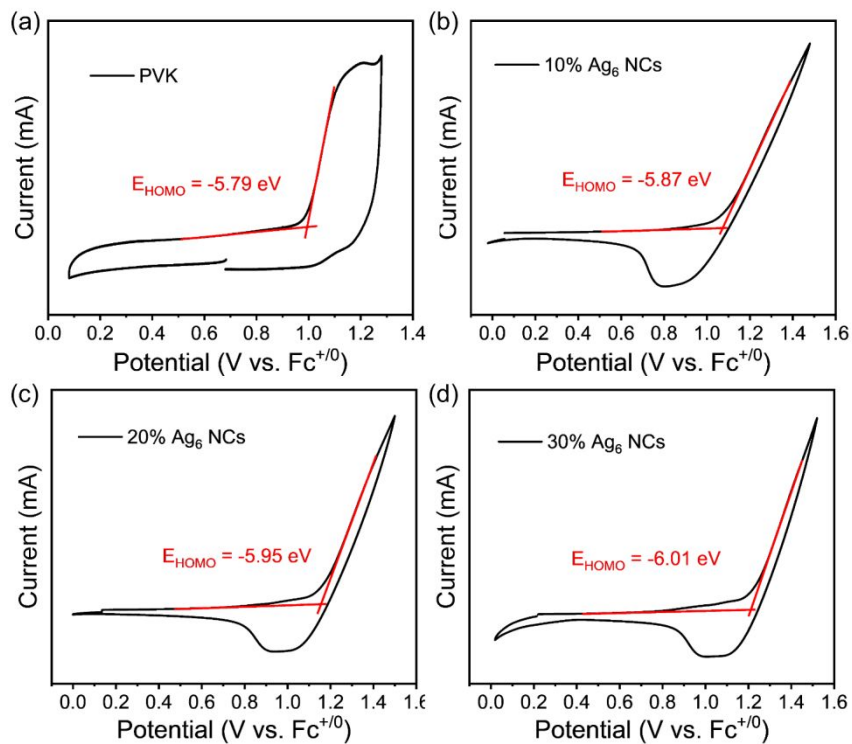 (a)
PVK
E_HOMO = -5.79 eV
Current (mA)
0.0 0.2 0.4 0.6 0.8 1.0 1.2 1.4
Potential (V vs. Fc⁺ᐟ⁰)
(b)
10% Ag₆ NCs
E_HOMO = -5.87 eV
Current (mA)
0.0 0.2 0.4 0.6 0.8 1.0 1.2 1.4 1.6
Potential (V vs. Fc⁺ᐟ⁰)
(c)
20% Ag₆ NCs
E_HOMO = -5.95 eV
Current (mA)
0.0 0.2 0.4 0.6 0.8 1.0 1.2 1.4 1.6
Potential (V vs. Fc⁺ᐟ⁰)
(d)
30% Ag₆ NCs
E_HOMO = -6.01 eV
Current (mA)
0.0 0.2 0.4 0.6 0.8 1.0 1.2 1.4 1.6
Potential (V vs. Fc⁺ᐟ⁰)